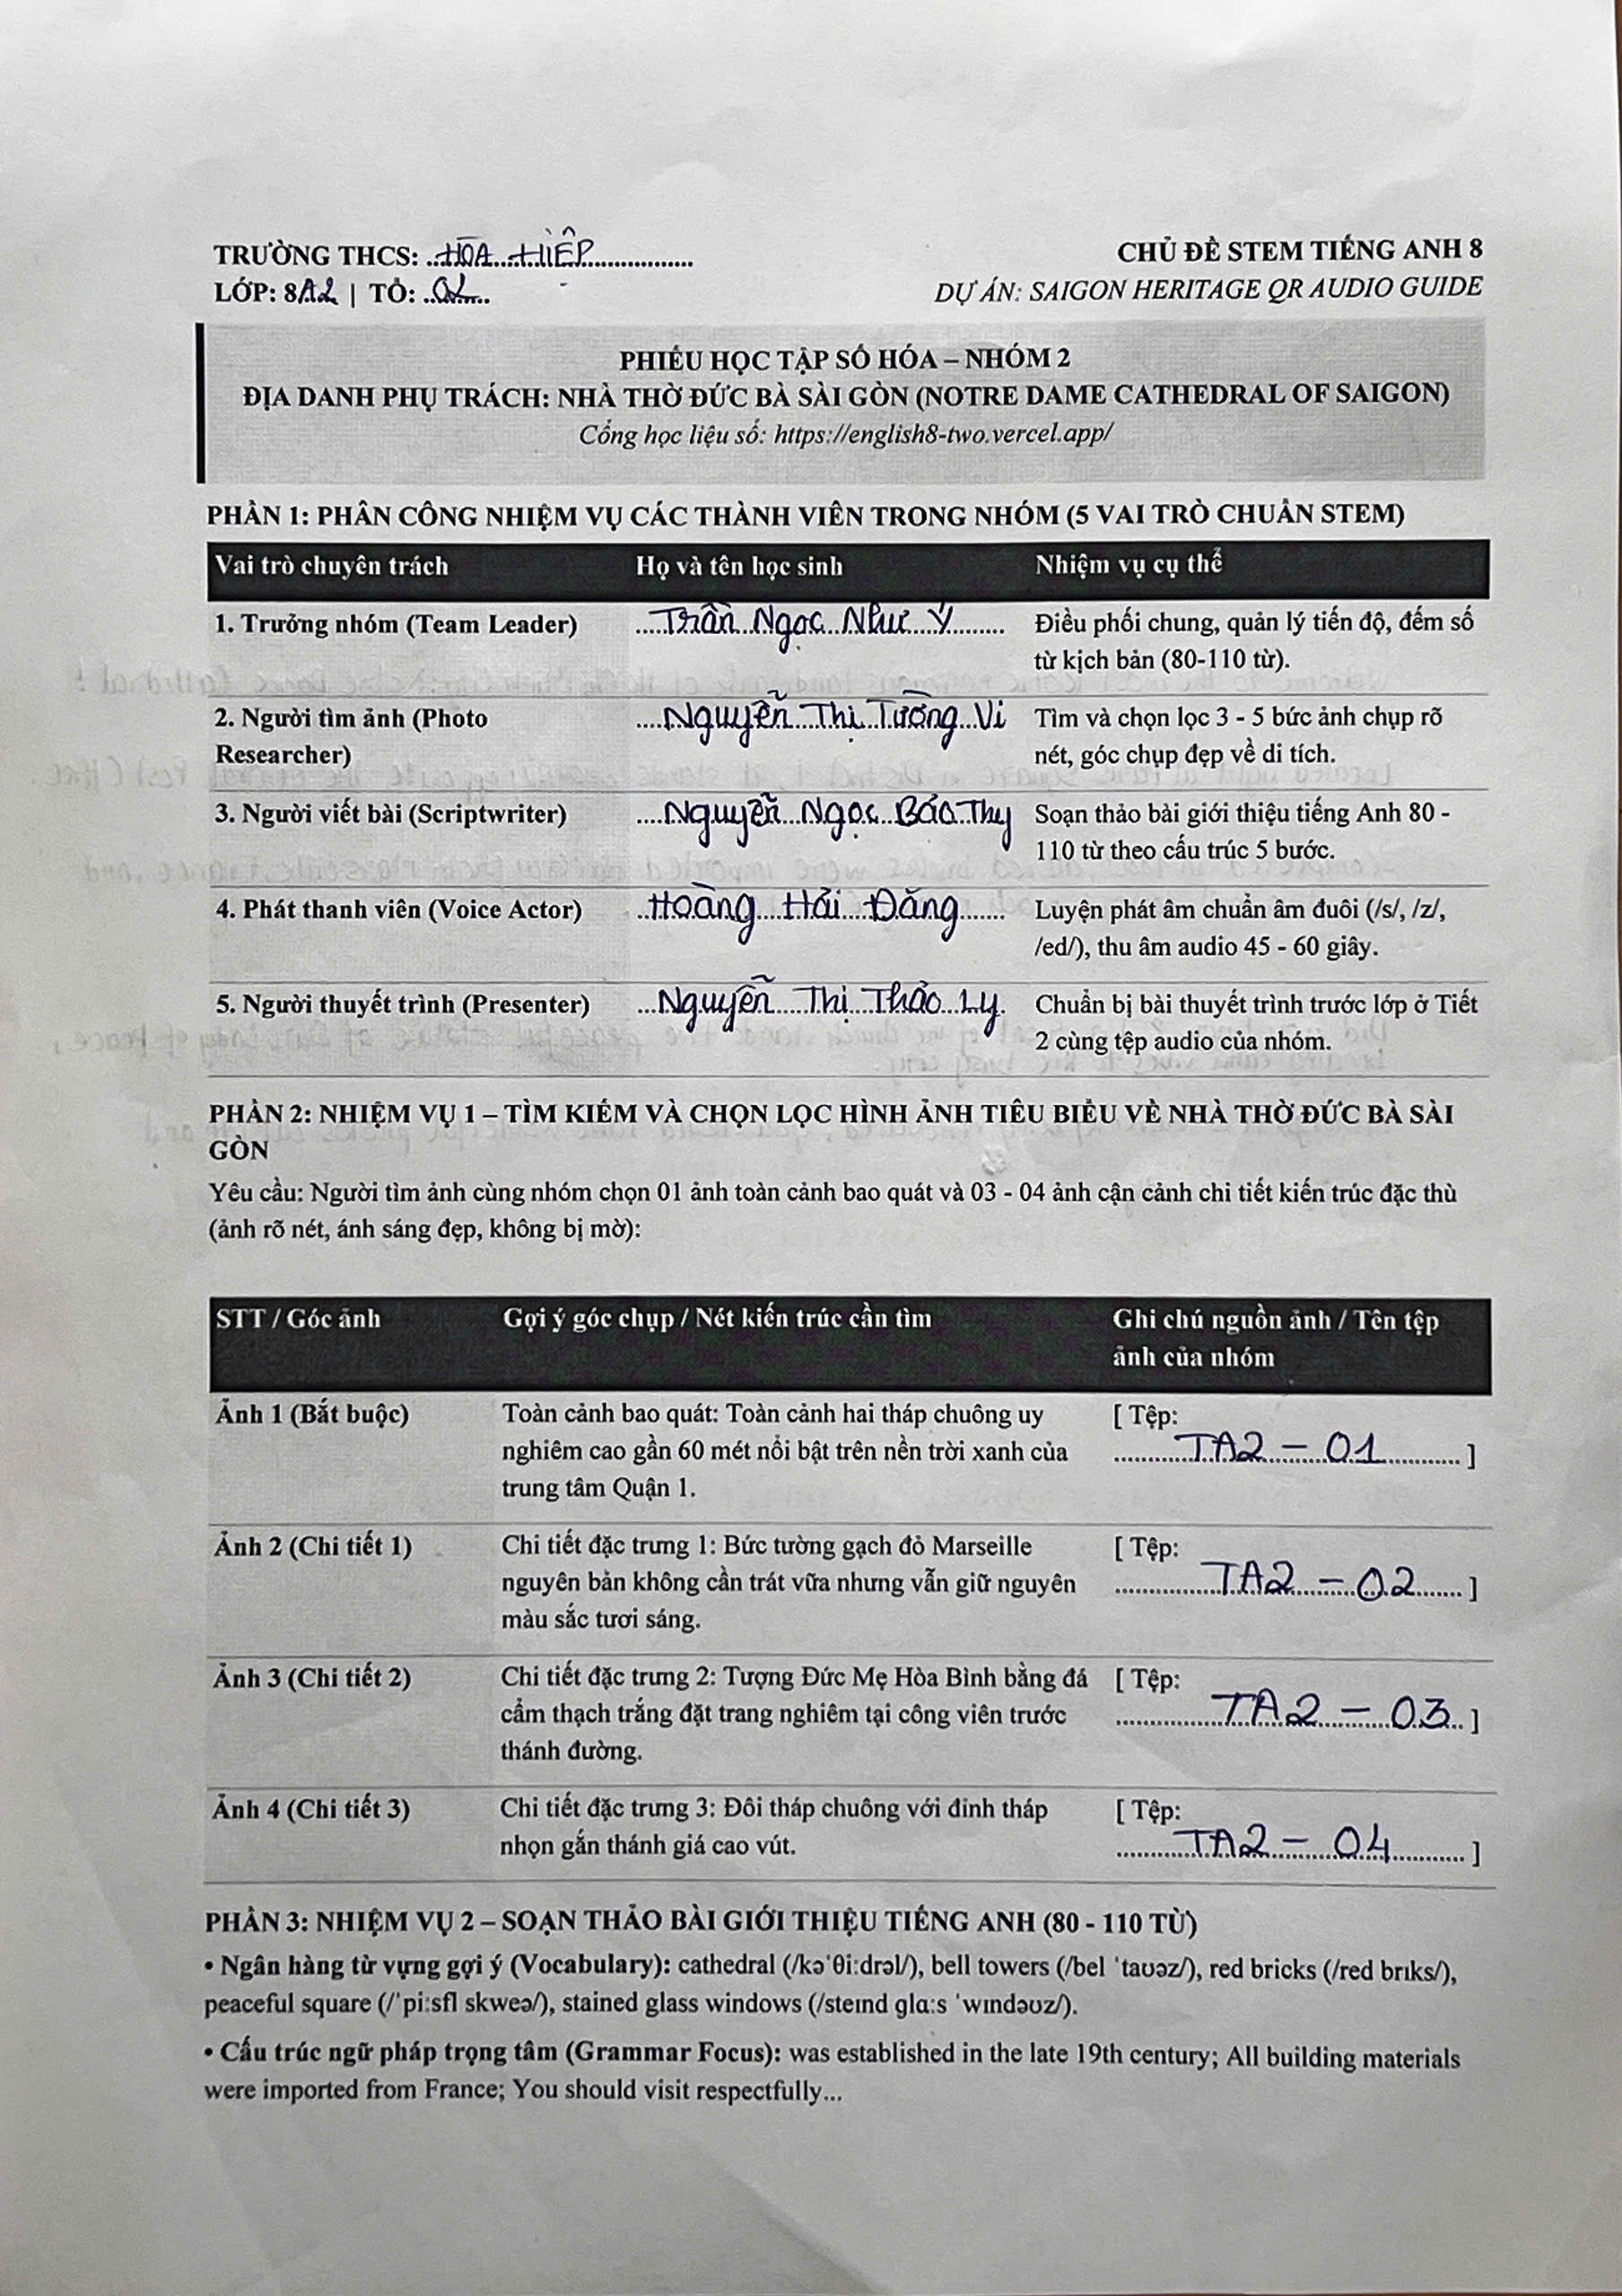 TRƯỜNG THCS: HÒA HIỆP
CHỦ ĐỀ STEM TIẾNG ANH 8
LỚP: 8A2 | TỔ: 02
DỰ ÁN: SAIGON HERITAGE QR AUDIO GUIDE
PHIẾU HỌC TẬP SỐ HÓA – NHÓM 2
ĐỊA DANH PHỤ TRÁCH: NHÀ THỜ ĐỨC BÀ SÀI GÒN (NOTRE DAME CATHEDRAL OF SAIGON)
Cổng học liệu số: https://english8-two.vercel.app/
PHẦN 1: PHÂN CÔNG NHIỆM VỤ CÁC THÀNH VIÊN TRONG NHÓM (5 VAI TRÒ CHUẨN STEM)
Vai trò chuyên trách Họ và tên học sinh Nhiệm vụ cụ thể
1. Trưởng nhóm (Team Leader) Trần Ngọc Như Ý Điều phối chung, quản lý tiến độ, đếm số
từ kịch bản (80-110 từ).
2. Người tìm ảnh (Photo Nguyễn Thị Tường Vi Tìm và chọn lọc 3 - 5 bức ảnh chụp rõ
Researcher) nét, góc chụp đẹp về di tích.
3. Người viết bài (Scriptwriter) Nguyễn Ngọc Bảo Thy Soạn thảo bài giới thiệu tiếng Anh 80 -
110 từ theo cấu trúc 5 bước.
4. Phát thanh viên (Voice Actor) Hoàng Hải Đăng Luyện phát âm chuẩn âm đuôi (/s/, /z/,
/ed/), thu âm audio 45 - 60 giây.
5. Người thuyết trình (Presenter) Nguyễn Thị Thảo Ly Chuẩn bị bài thuyết trình trước lớp ở Tiết
2 cùng tệp audio của nhóm.
PHẦN 2: NHIỆM VỤ 1 – TÌM KIẾM VÀ CHỌN LỌC HÌNH ẢNH TIÊU BIỂU VỀ NHÀ THỜ ĐỨC BÀ SÀI
GÒN
Yêu cầu: Người tìm ảnh cùng nhóm chọn 01 ảnh toàn cảnh bao quát và 03 - 04 ảnh cận cảnh chi tiết kiến trúc đặc thù
(ảnh rõ nét, ánh sáng đẹp, không bị mờ):
STT / Góc ảnh Gợi ý góc chụp / Nét kiến trúc cần tìm Ghi chú nguồn ảnh / Tên tệp
ảnh của nhóm
Ảnh 1 (Bắt buộc) Toàn cảnh bao quát: Toàn cảnh hai tháp chuông uy [ Tệp:
nghiêm cao gần 60 mét nổi bật trên nền trời xanh của TA2 – 01 ]
trung tâm Quận 1.
Ảnh 2 (Chi tiết 1) Chi tiết đặc trưng 1: Bức tường gạch đỏ Marseille [ Tệp:
nguyên bản không cần trát vữa nhưng vẫn giữ nguyên TA2 – 02 ]
màu sắc tươi sáng.
Ảnh 3 (Chi tiết 2) Chi tiết đặc trưng 2: Tượng Đức Mẹ Hòa Bình bằng đá [ Tệp:
cẩm thạch trắng đặt trang nghiêm tại công viên trước TA2 – 03 ]
thánh đường.
Ảnh 4 (Chi tiết 3) Chi tiết đặc trưng 3: Đôi tháp chuông với đỉnh tháp [ Tệp:
nhọn gắn thánh giá cao vút. TA2 – 04 ]
PHẦN 3: NHIỆM VỤ 2 – SOẠN THẢO BÀI GIỚI THIỆU TIẾNG ANH (80 - 110 TỪ)
• Ngân hàng từ vựng gợi ý (Vocabulary): cathedral (/kəˈθiːdrəl/), bell towers (/bel ˈtaʊəz/), red bricks (/red brɪks/),
peaceful square (/ˈpiːsfl skweə/), stained glass windows (/steɪnd ɡlɑːs ˈwɪndəʊz/).
• Cấu trúc ngữ pháp trọng tâm (Grammar Focus): was established in the late 19th century; All building materials
were imported from France; You should visit respectfully...